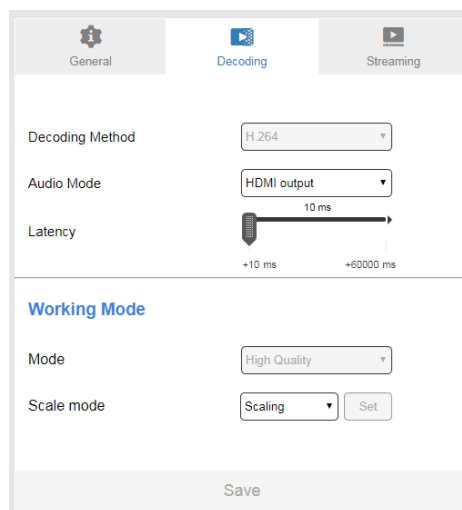 General Decoding Streaming
Decoding Method H.264
Audio Mode HDMI output
10 ms
Latency
+10 ms +60000 ms
Working Mode
Mode High Quality
Scale mode Scaling Set
Save